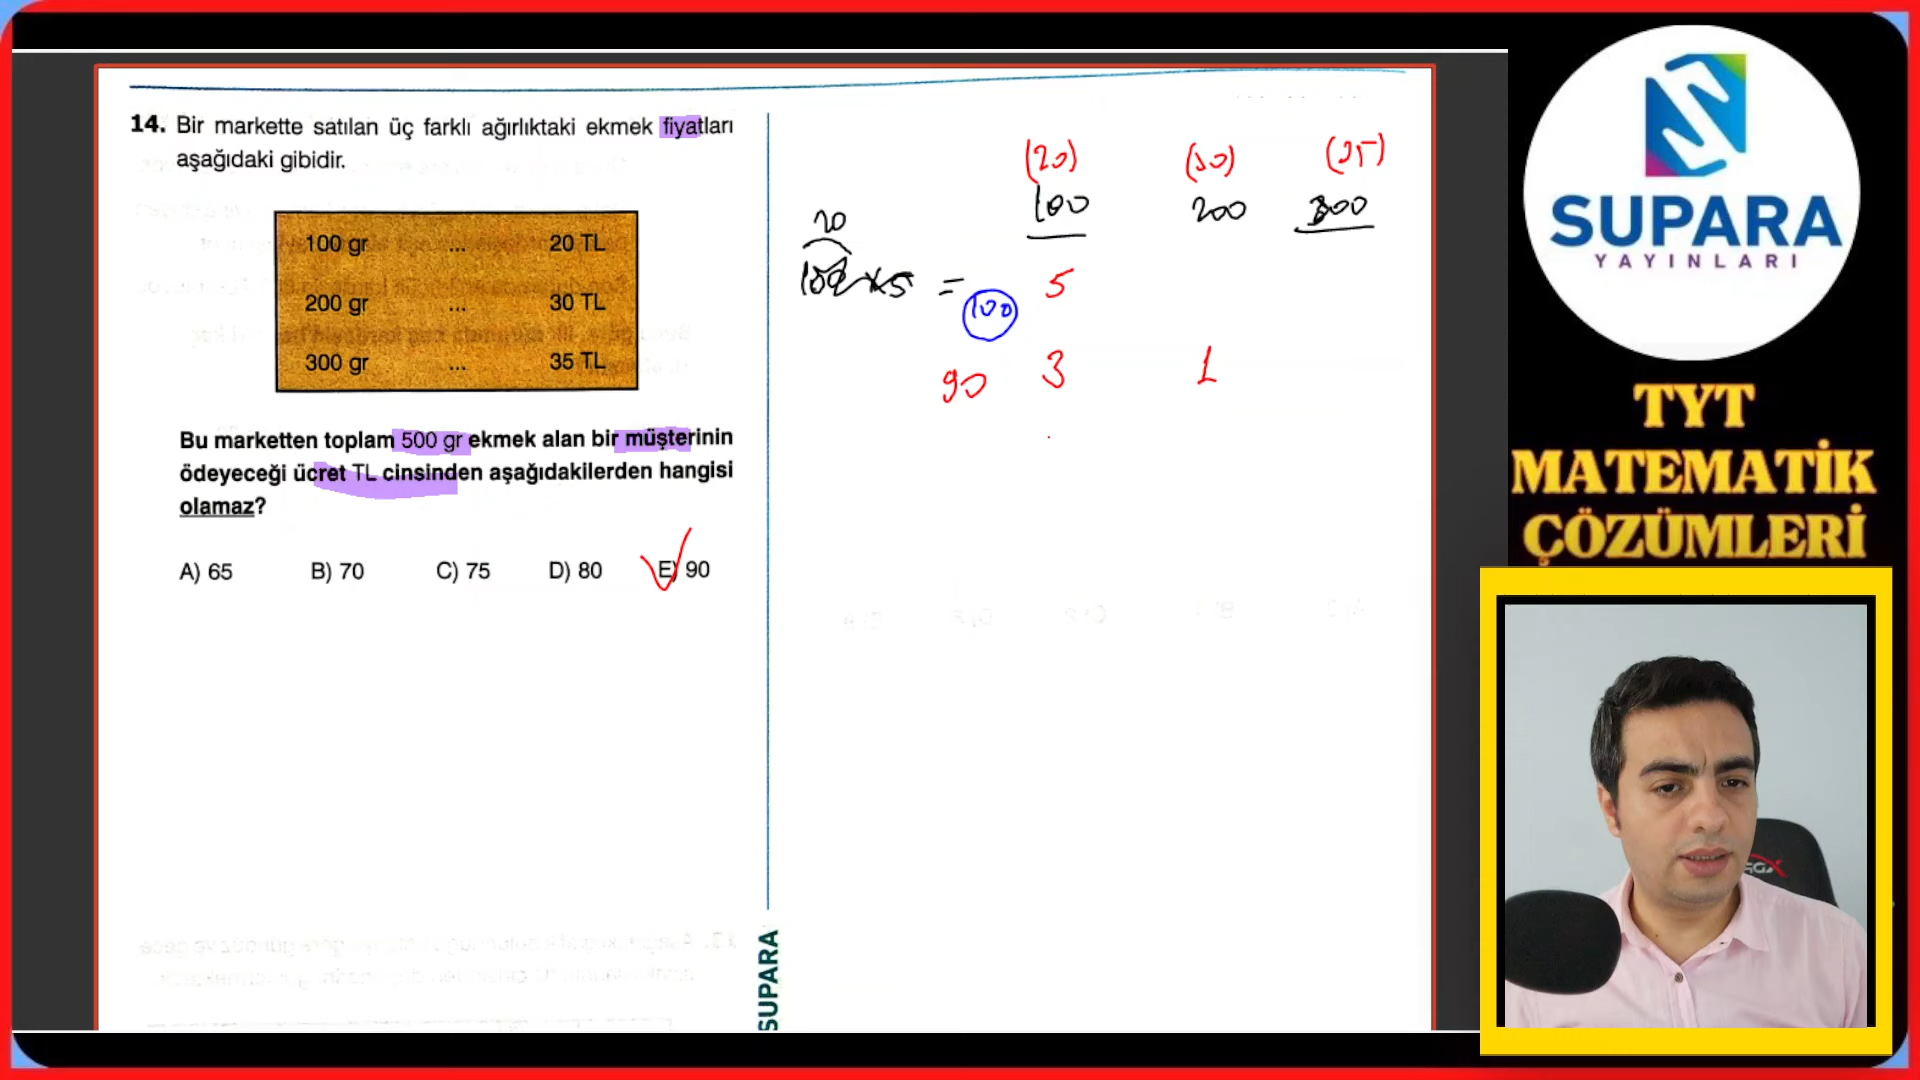 14. Bir markette satılan üç farklı ağırlıktaki ekmek fiyatları
aşağıdaki gibidir.
100 gr ... 20 TL
200 gr ... 30 TL
300 gr ... 35 TL
Bu marketten toplam 500 gr ekmek alan bir müşterinin
ödeyeceği ücret TL cinsinden aşağıdakilerden hangisi
olamaz?
A) 65 B) 70 C) 75 D) 80 E) 90
SUPARA
(20) (30) (35)
100 200 300
20
100 x 5 = 100 5
90 3 1
SUPARA
YAYINLARI
TYT
MATEMATİK
ÇÖZÜMLERİ